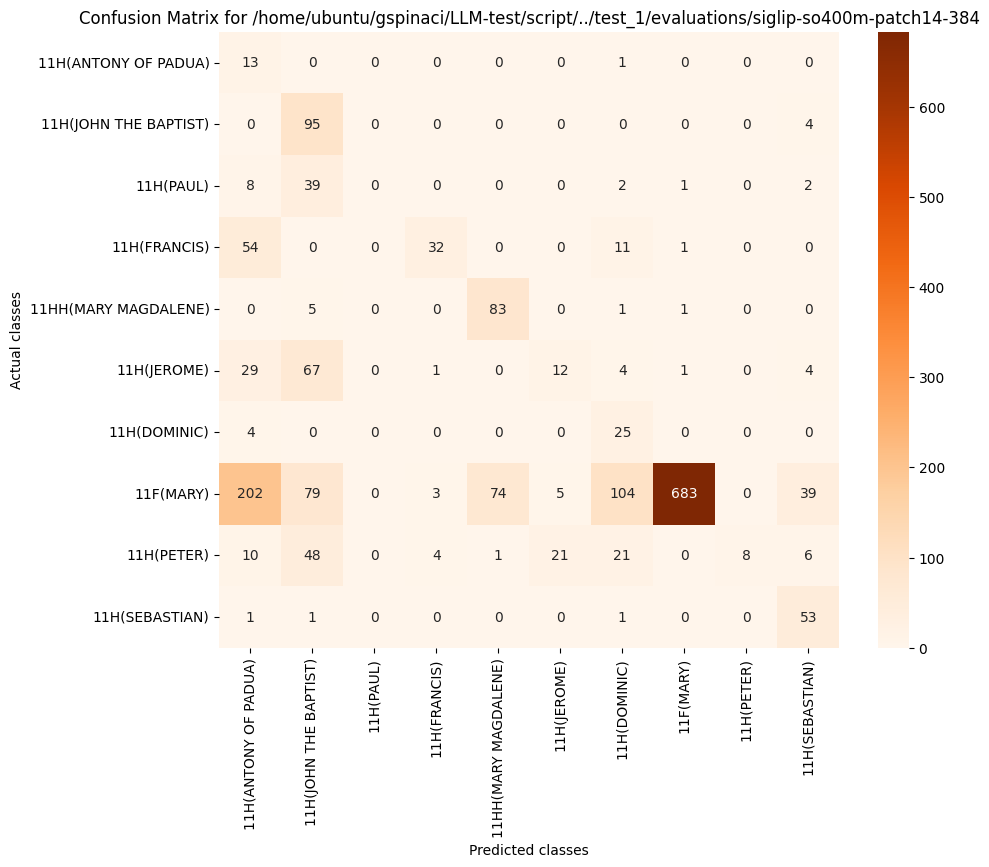 Confusion Matrix for /home/ubuntu/gspinaci/LLM-test/script/../test_1/evaluations/siglip-so400m-patch14-384
Actual classes
11H(ANTONY OF PADUA) 13 0 0 0 0 0 1 0 0 0
11H(JOHN THE BAPTIST) 0 95 0 0 0 0 0 0 0 4
11H(PAUL) 8 39 0 0 0 0 2 1 0 2
11H(FRANCIS) 54 0 0 32 0 0 11 1 0 0
11HH(MARY MAGDALENE) 0 5 0 0 83 0 1 1 0 0
11H(JEROME) 29 67 0 1 0 12 4 1 0 4
11H(DOMINIC) 4 0 0 0 0 0 25 0 0 0
11F(MARY) 202 79 0 3 74 5 104 683 0 39
11H(PETER) 10 48 0 4 1 21 21 0 8 6
11H(SEBASTIAN) 1 1 0 0 0 0 1 0 0 53
11H(ANTONY OF PADUA)
11H(JOHN THE BAPTIST)
11H(PAUL)
11H(FRANCIS)
11HH(MARY MAGDALENE)
11H(JEROME)
11H(DOMINIC)
11F(MARY)
11H(PETER)
11H(SEBASTIAN)
Predicted classes
600
500
400
300
200
100
0